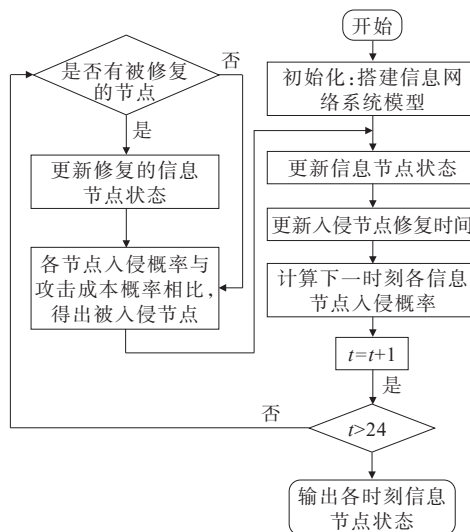 开始
初始化:搭建信息网
络系统模型
更新信息节点状态
更新入侵节点修复时间
计算下一时刻各信息
节点入侵概率
t=t+1
是
t>24
否
输出各时刻信息
节点状态
是否有被修复
的节点
否
是
更新修复的信息
节点状态
各节点入侵概率与
攻击成本概率相比,
得出被入侵节点